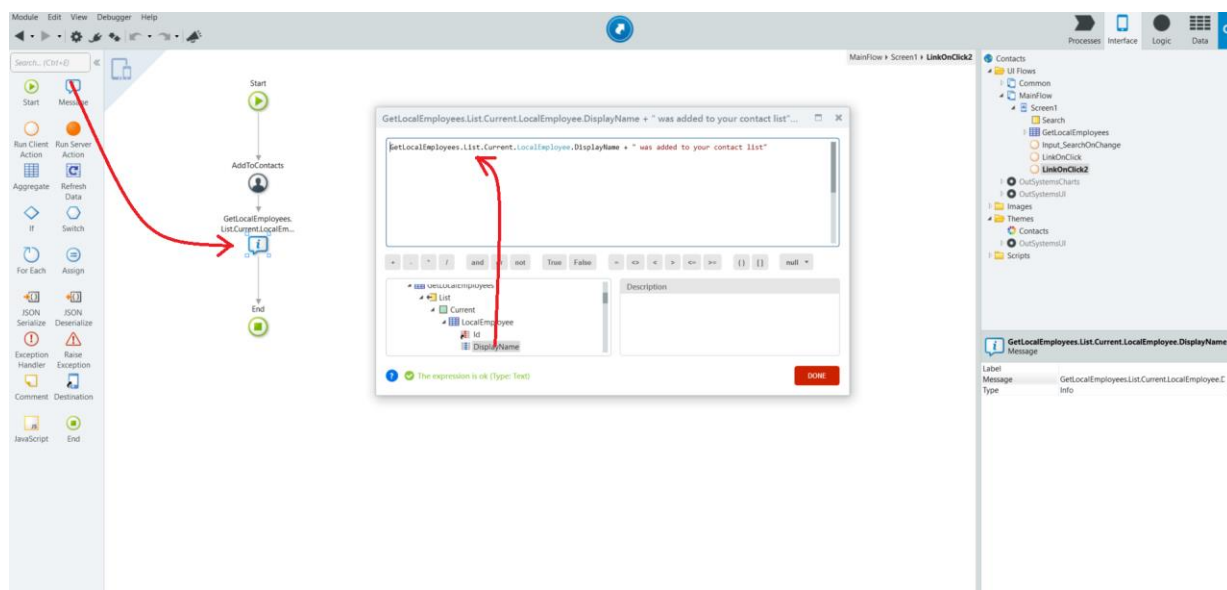 Module Edit View Debugger Help
Processes Interface Logic Data
Search... (Ctrl+E)
Start Message
Run Client Action Run Server Action
Aggregate Refresh Data
If Switch
For Each Assign
JSON Serialize JSON Deserialize
Exception Handler Raise Exception
Comment Destination
JavaScript End
MainFlow Screen1 LinkOnClick2
Start
AddToContacts
GetLocalEmployees.
List.Current.LocalEm...
End
GetLocalEmployees.List.Current.LocalEmployee.DisplayName + " was added to your contact list"...
GetLocalEmployees.List.Current.LocalEmployee.DisplayName + " was added to your contact list"
+ - * / and or not True False = <> < > <= >= () [] null
GetLocalEmployees
List
Current
LocalEmployee
Id
DisplayName
Description
The expression is ok (Type: Text)
DONE
Contacts
UI Flows
Common
MainFlow
Screen1
Search
GetLocalEmployees
Input_SearchOnChange
LinkOnClick
LinkOnClick2
OutSystemsCharts
OutSystemsUI
Images
Themes
Contacts
OutSystemsUI
Scripts
GetLocalEmployees.List.Current.LocalEmployee.DisplayName
Message
Label
Message GetLocalEmployees.List.Current.LocalEmployee.D
Type Info